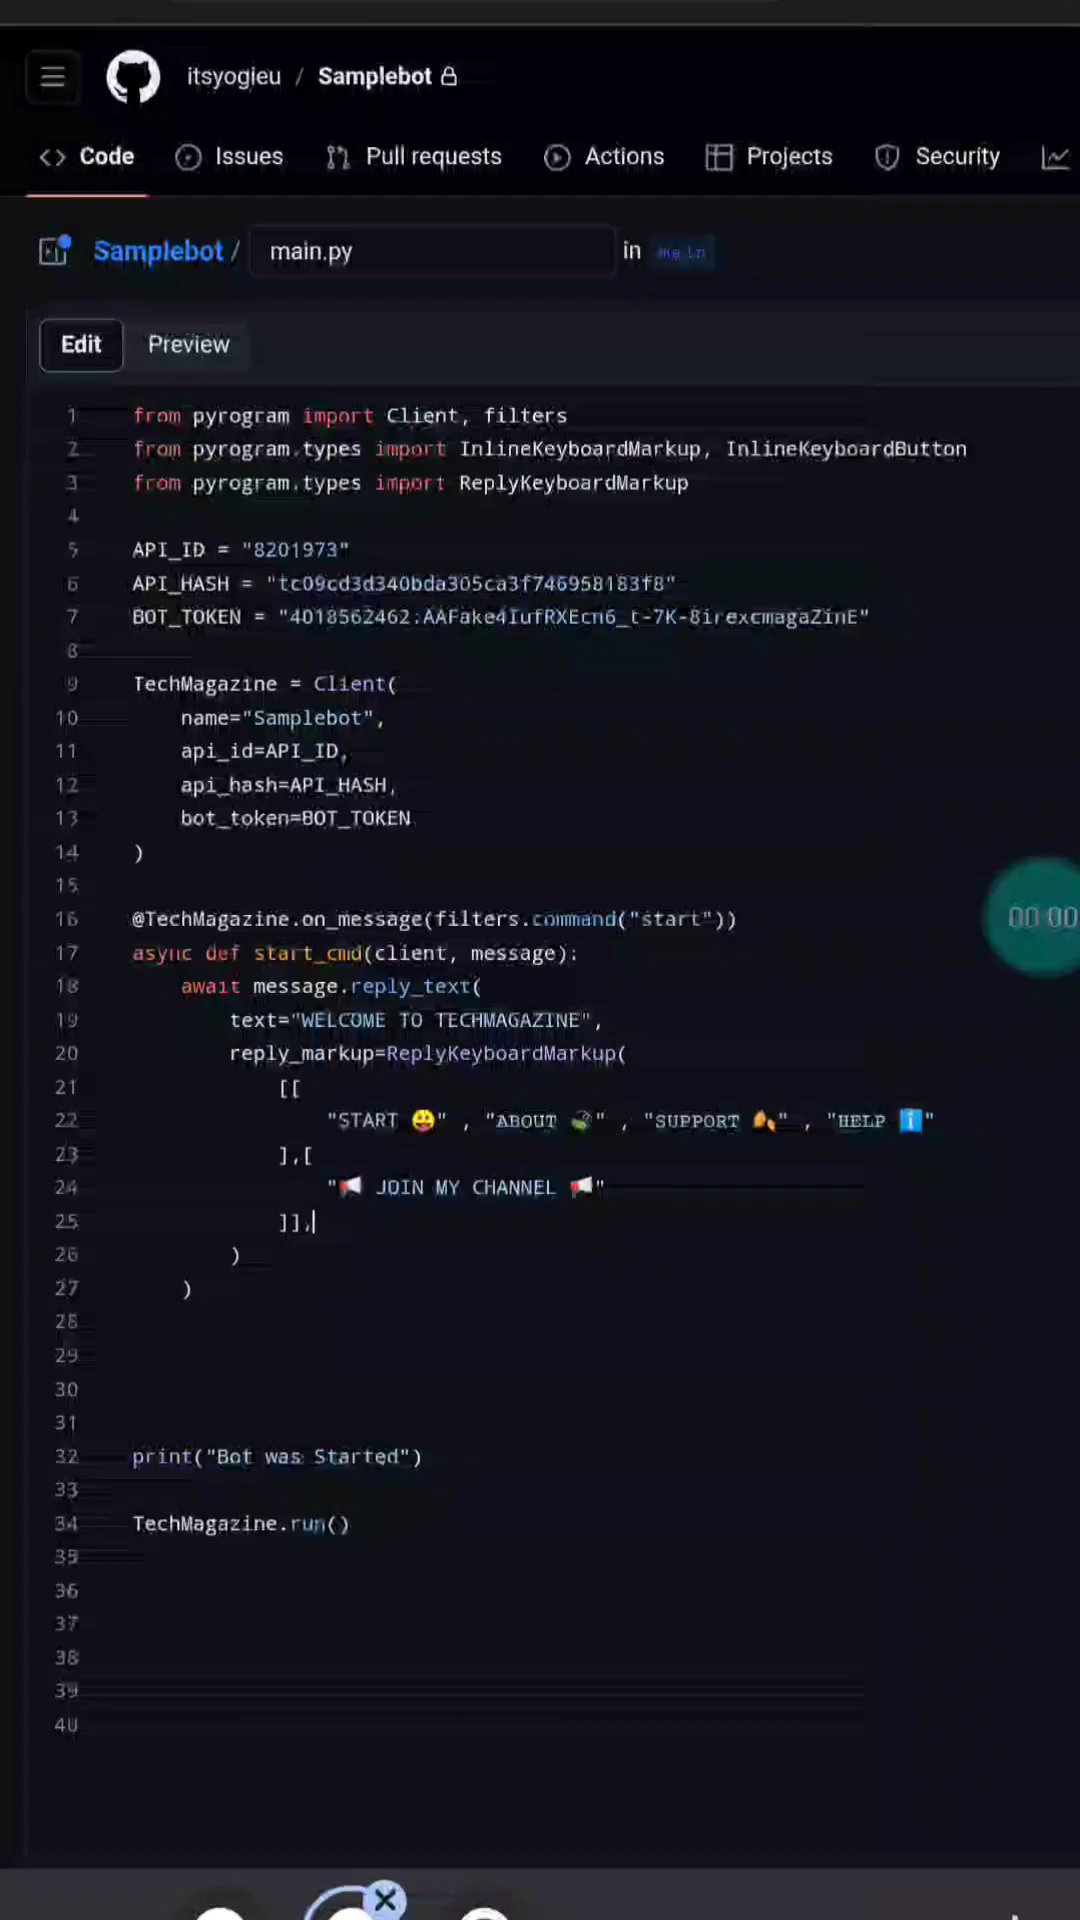 itsyogieu / Samplebot
Code Issues Pull requests Actions Projects Security
Samplebot / main.py in main
Edit Preview
1 from pyrogram import Client, filters
2 from pyrogram.types import InlineKeyboardMarkup, InlineKeyboardButton
3 from pyrogram.types import ReplyKeyboardMarkup
4
5 API_ID = "8201973"
6 API_HASH = "tc09cd3d340bda305ca3f746958183f8"
7 BOT_TOKEN = "4018562462:AAFake4IufRXEcn6_t-7K-8irexcmagaZinE"
8
9 TechMagazine = Client(
10 name="Samplebot",
11 api_id=API_ID,
12 api_hash=API_HASH,
13 bot_token=BOT_TOKEN
14 )
15
16 @TechMagazine.on_message(filters.command("start"))
17 async def start_cmd(client, message):
18 await message.reply_text(
19 text="WELCOME TO TECHMAGAZINE",
20 reply_markup=ReplyKeyboardMarkup(
21 [[
22 "START 😛" , "ABOUT" , "SUPPORT" , "HELP ℹ️"
23 ],[
24 "📢 JOIN MY CHANNEL 📢"
25 ]],
26 )
27 )
28
29
30
31
32 print("Bot was Started")
33
34 TechMagazine.run()
35
36
37
38
39
40
00:00